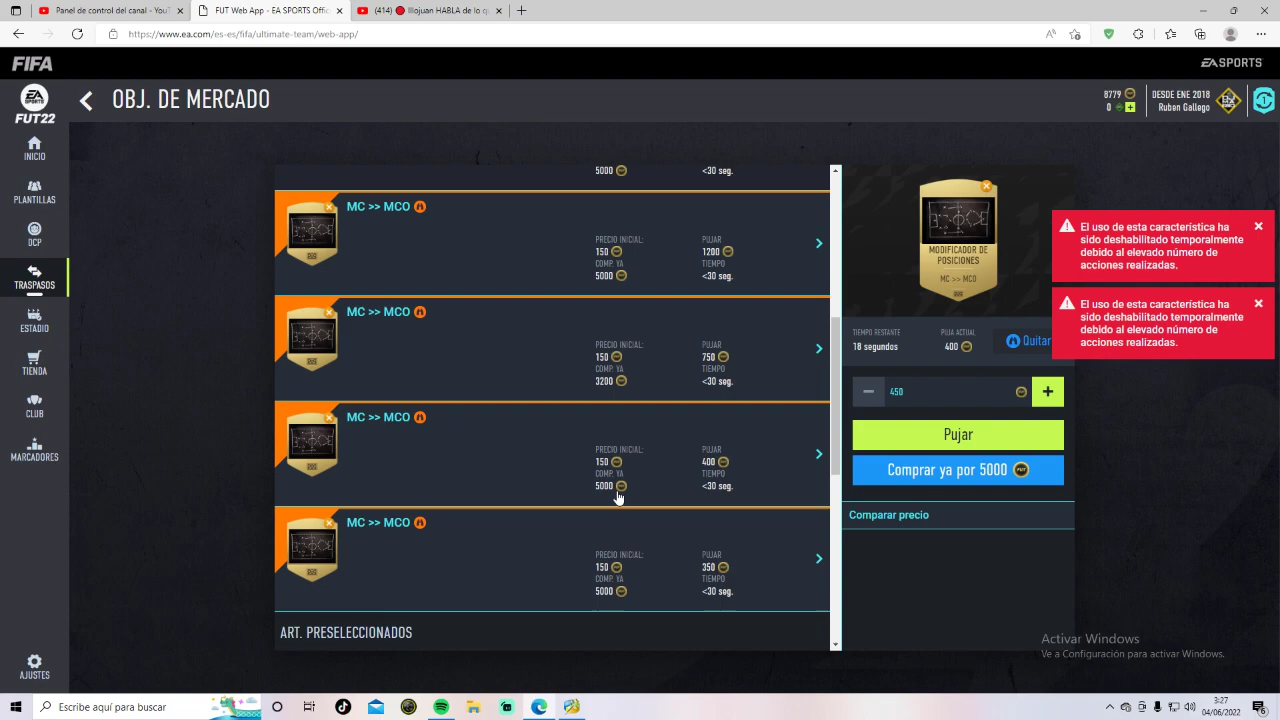 Panel de control del canal - YouT
FUT Web App - EA SPORTS Offic
(414) 🔴 Illojuan HABLA de lo q
https://www.ea.com/es-es/fifa/ultimate-team/web-app/
FIFA
EA SPORTS
EA SPORTS
FUT22
OBJ. DE MERCADO
8779
0
DESDE ENE 2018
Ruben Gallego
INICIO
PLANTILLAS
DCP
TRASPASOS
ESTADIO
TIENDA
CLUB
MARCADORES
AJUSTES
5000
<30 seg.
MC >> MCO
PRECIO INICIAL:
PUJAR
150
1200
COMP. YA
TIEMPO
5000
<30 seg.
MC >> MCO
PRECIO INICIAL:
PUJAR
150
750
COMP. YA
TIEMPO
3200
<30 seg.
MC >> MCO
PRECIO INICIAL:
PUJAR
150
400
COMP. YA
TIEMPO
5000
<30 seg.
MC >> MCO
PRECIO INICIAL:
PUJAR
150
350
COMP. YA
TIEMPO
5000
<30 seg.
ART. PRESELECCIONADOS
MODIFICADOR DE
POSICIONES
MC >> MCO
TIEMPO RESTANTE
18 segundos
PUJA ACTUAL
400
Quitar
450
Pujar
Comprar ya por 5000
Comparar precio
El uso de esta característica ha
sido deshabilitado temporalmente
debido al elevado número de
acciones realizadas.
El uso de esta característica ha
sido deshabilitado temporalmente
debido al elevado número de
acciones realizadas.
Activar Windows
Ve a Configuración para activar Windows.
Escribe aquí para buscar
3:27
04/06/2022